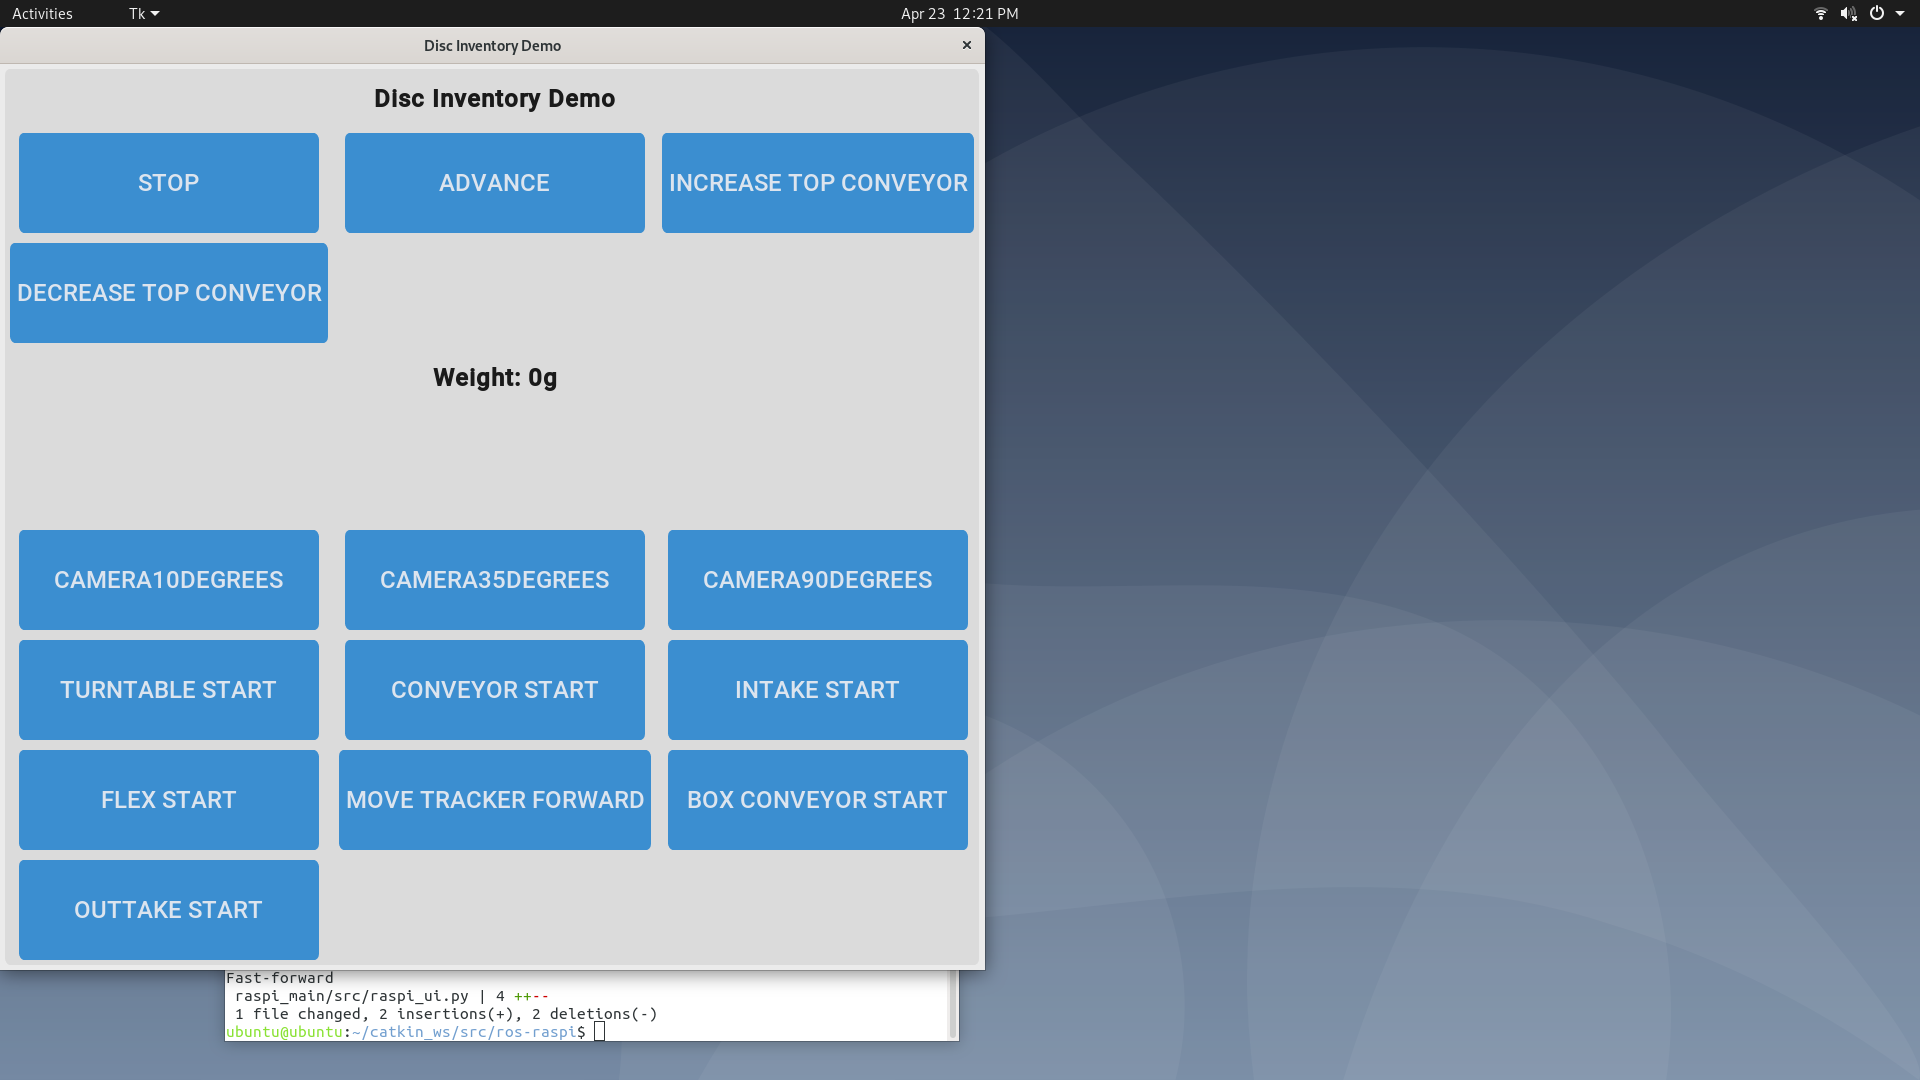 Activities Tk Apr 23 12:21 PM
Disc Inventory Demo
Disc Inventory Demo
STOP ADVANCE INCREASE TOP CONVEYOR
DECREASE TOP CONVEYOR
Weight: 0g
CAMERA10DEGREES CAMERA35DEGREES CAMERA90DEGREES
TURNTABLE START CONVEYOR START INTAKE START
FLEX START MOVE TRACKER FORWARD BOX CONVEYOR START
OUTTAKE START
Fast-forward
raspi_main/src/raspi_ui.py | 4 ++--
1 file changed, 2 insertions(+), 2 deletions(-)
ubuntu@ubuntu:~/catkin_ws/src/ros-raspi$